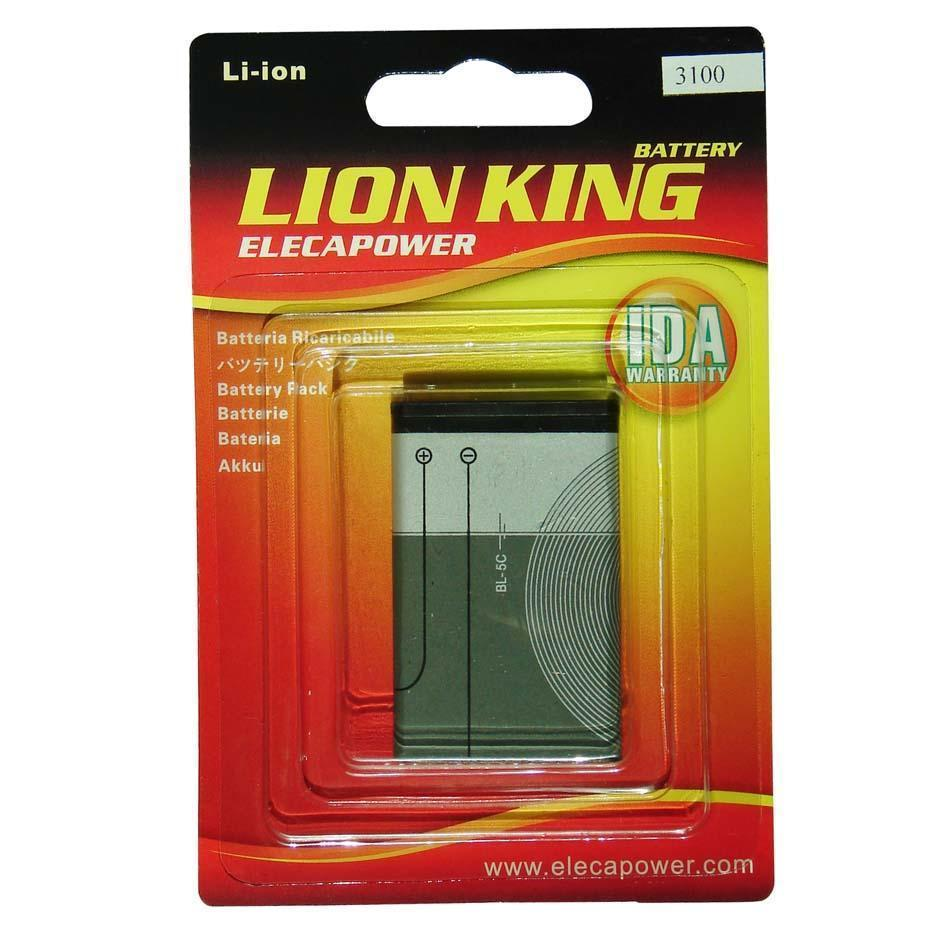 Li-ion
3100
BATTERY
LION KING
ELECAPOWER
IDA
WARRANTY
Batteria Ricaricabile
バッテリーパック
Battery Pack
Batterie
Bateria
Akku
+ -
BL-5C
www.elecapower.com